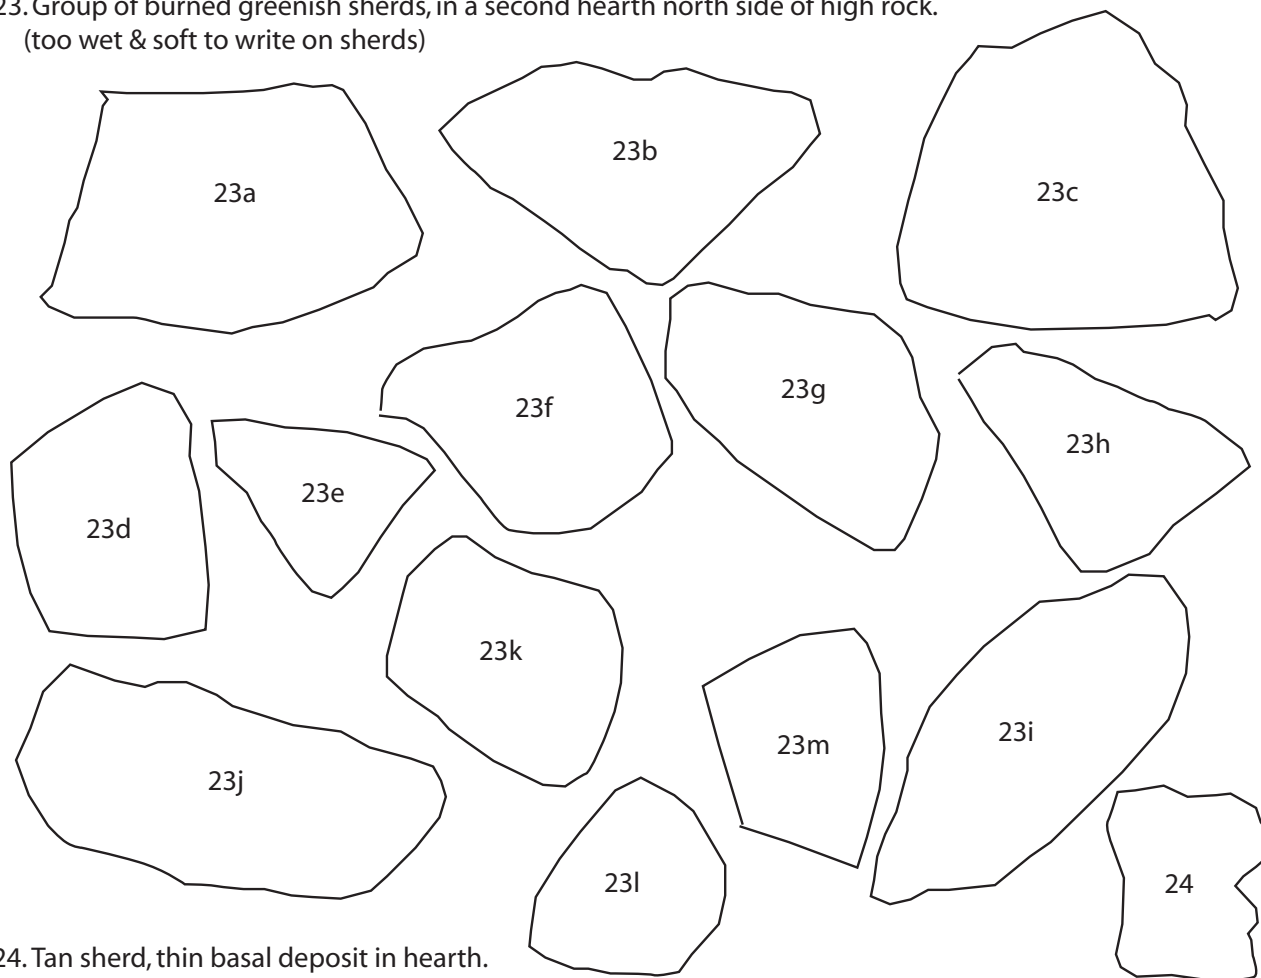 23. Group of burned greenish sherds, in a second hearth north side of high rock.
(too wet & soft to write on sherds)
23a
23b
23c
23d
23e
23f
23g
23h
23k
23m
23i
23j
23l
24
24. Tan sherd, thin basal deposit in hearth.